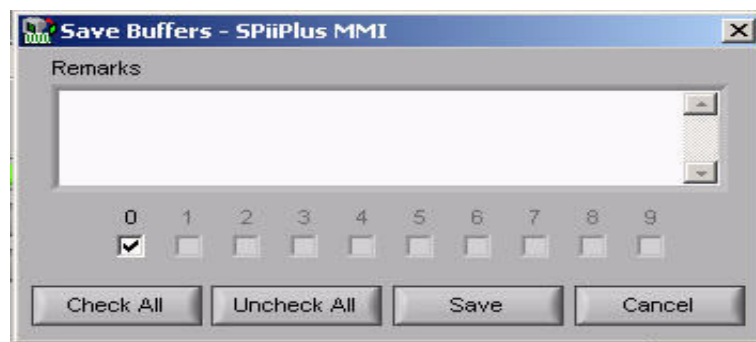 Save Buffers - SPiiPlus MMI
Remarks
0 1 2 3 4 5 6 7 8 9
Check All Uncheck All Save Cancel